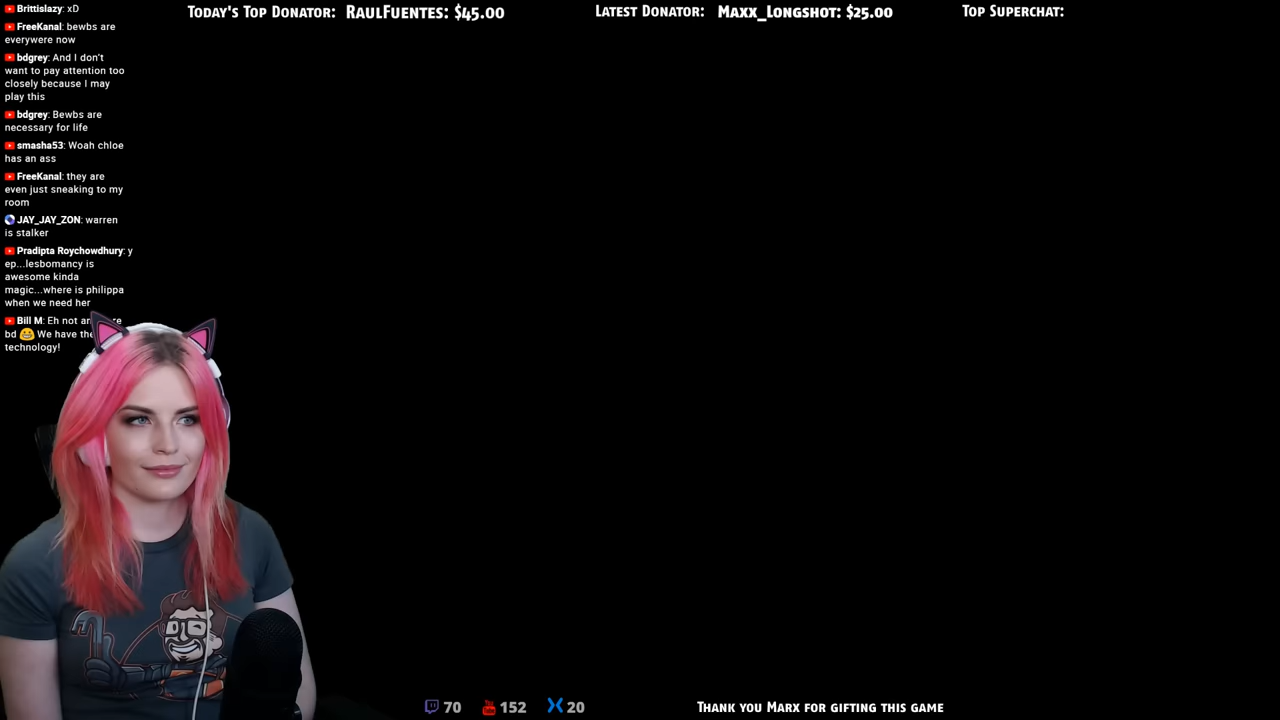 Today's Top Donator: RaulFuentes: $45.00
Latest Donator: Maxx_Longshot: $25.00
Top Superchat:
Brittislazy: xD
FreeKanal: bewbs are
everywere now
bdgrey: And I don't
want to pay attention too
closely because I may
play this
bdgrey: Bewbs are
necessary for life
smasha53: Woah chloe
has an ass
FreeKanal: they are
even just sneaking to my
room
JAY_JAY_ZON: warren
is stalker
Pradipta Roychowdhury: y
ep...lesbomancy is
awesome kinda
magic...where is philippa
when we need her
Bill M: Eh not
bd 😆 We have
technology!
70
152
20
Thank you Marx for gifting this game